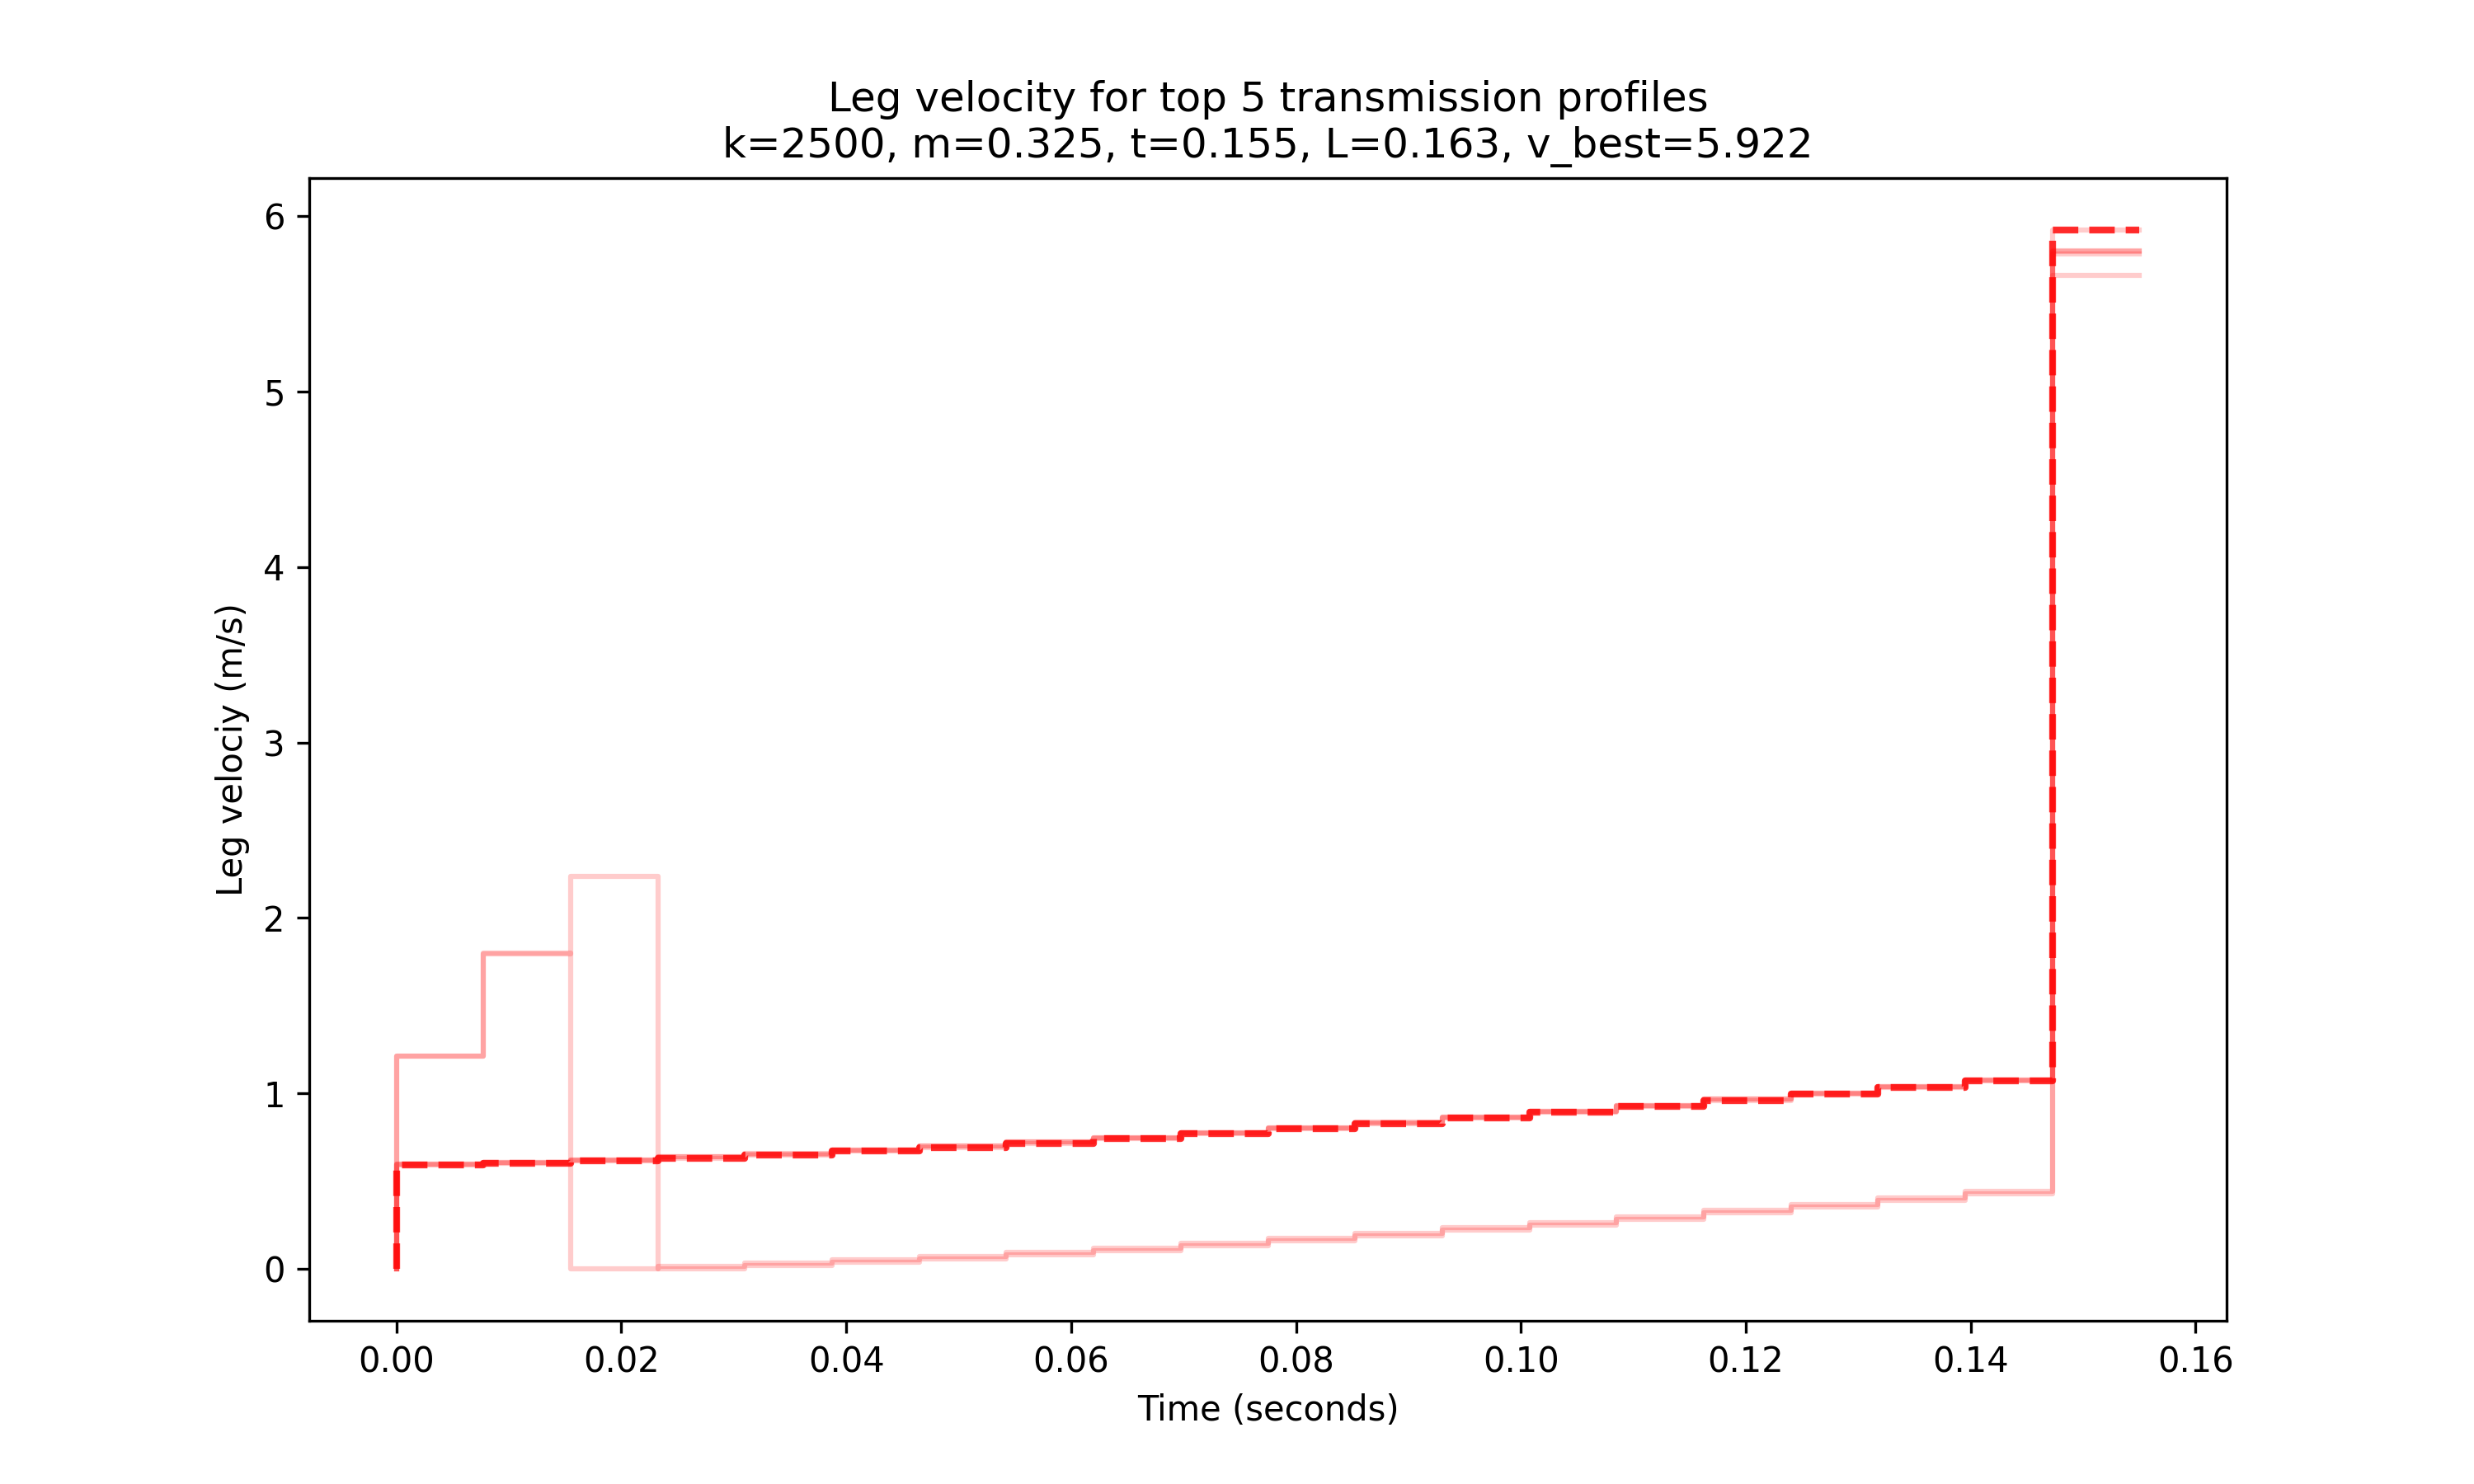 Leg velocity for top 5 transmission profiles
k=2500, m=0.325, t=0.155, L=0.163, v_best=5.922
6
5
4
3
2
1
0
Leg velociy (m/s)
0.00 0.02 0.04 0.06 0.08 0.10 0.12 0.14 0.16
Time (seconds)